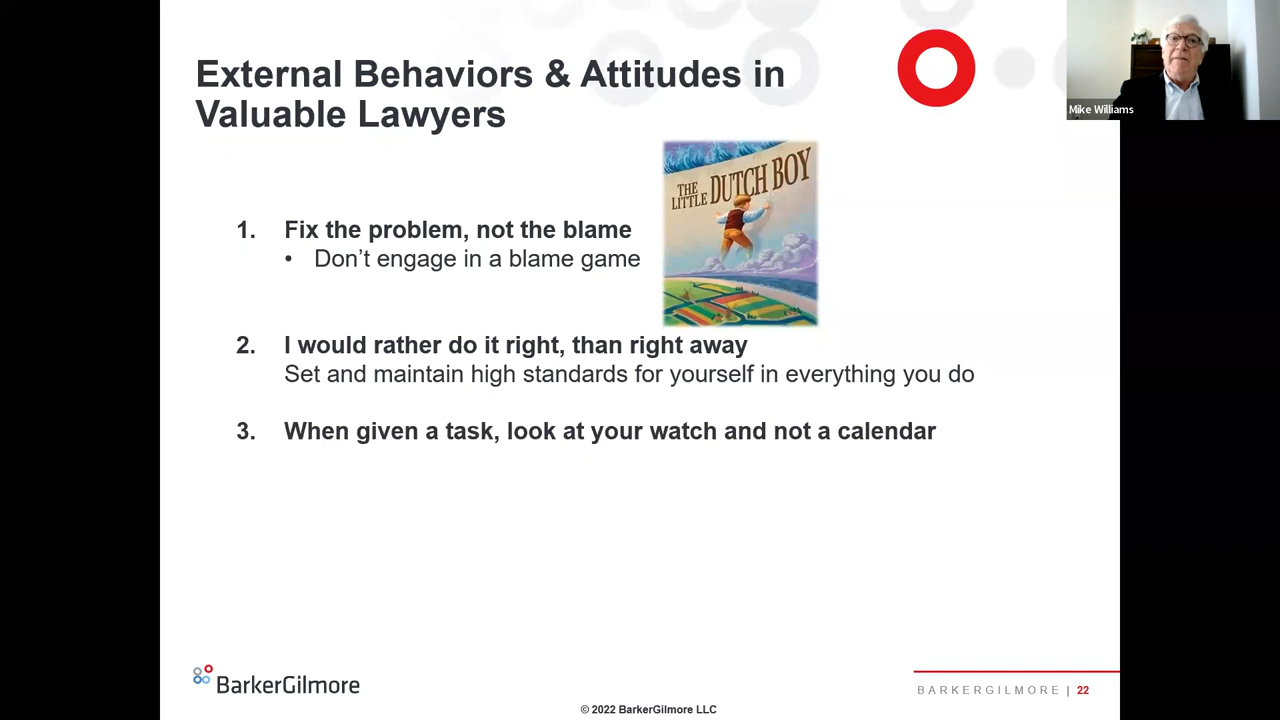 External Behaviors & Attitudes in
Valuable Lawyers
Mike Williams
THE
LITTLE DUTCH BOY
1. Fix the problem, not the blame
• Don’t engage in a blame game
2. I would rather do it right, than right away
Set and maintain high standards for yourself in everything you do
3. When given a task, look at your watch and not a calendar
BarkerGilmore
© 2022 BarkerGilmore LLC
BARKERGILMORE | 22